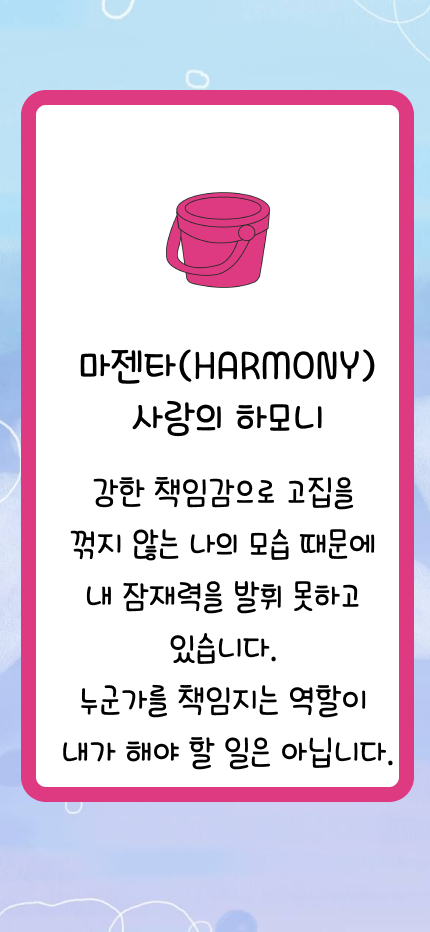 마젠타(HARMONY)
사랑의 하모니
강한 책임감으로 고집을
꺾지 않는 나의 모습 때문에
내 잠재력을 발휘 못하고
있습니다.
누군가를 책임지는 역할이
내가 해야 할 일은 아닙니다.